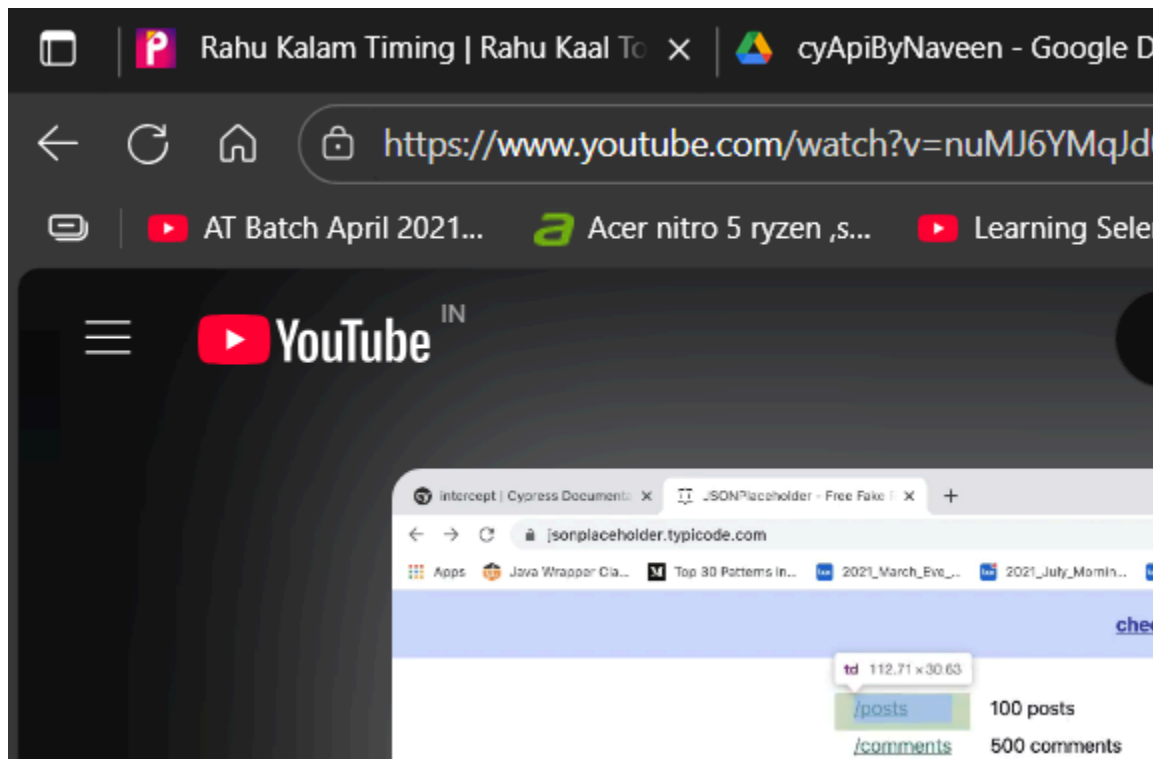 Rahu Kalam Timing | Rahu Kaal To cyApiByNaveen - Google D
https://www.youtube.com/watch?v=nuMJ6YMqJd
AT Batch April 2021... Acer nitro 5 ryzen ,s... Learning Sele
YouTube IN
intercept | Cypress Documenta JSONPlaceholder - Free Fake
jsonplaceholder.typicode.com
Apps Java Wrapper Cla... Top 30 Patterns in... 2021_March_Eve_... 2021_July_Mornin...
chec
td 112.71 × 30.63
/posts 100 posts
/comments 500 comments